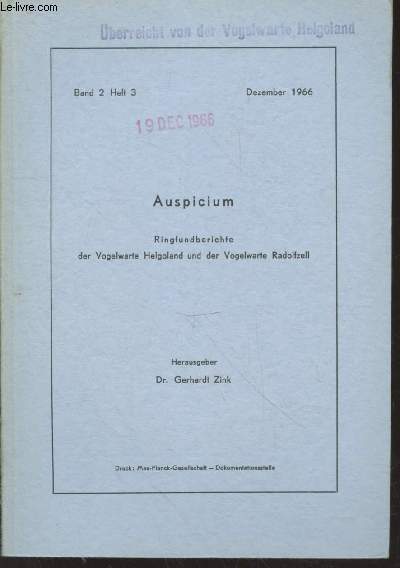 Le-livre.com
Überreicht von der Vogelwarte Helgoland
Band 2 Heft 3 Dezember 1966
19 DEC 1966
Auspicium
Ringfundberichte
der Vogelwarte Helgoland und der Vogelwarte Radolfzell
Herausgeber
Dr. Gerhardt Zink
Druck: Max-Planck-Gesellschaft – Dokumentationsstelle